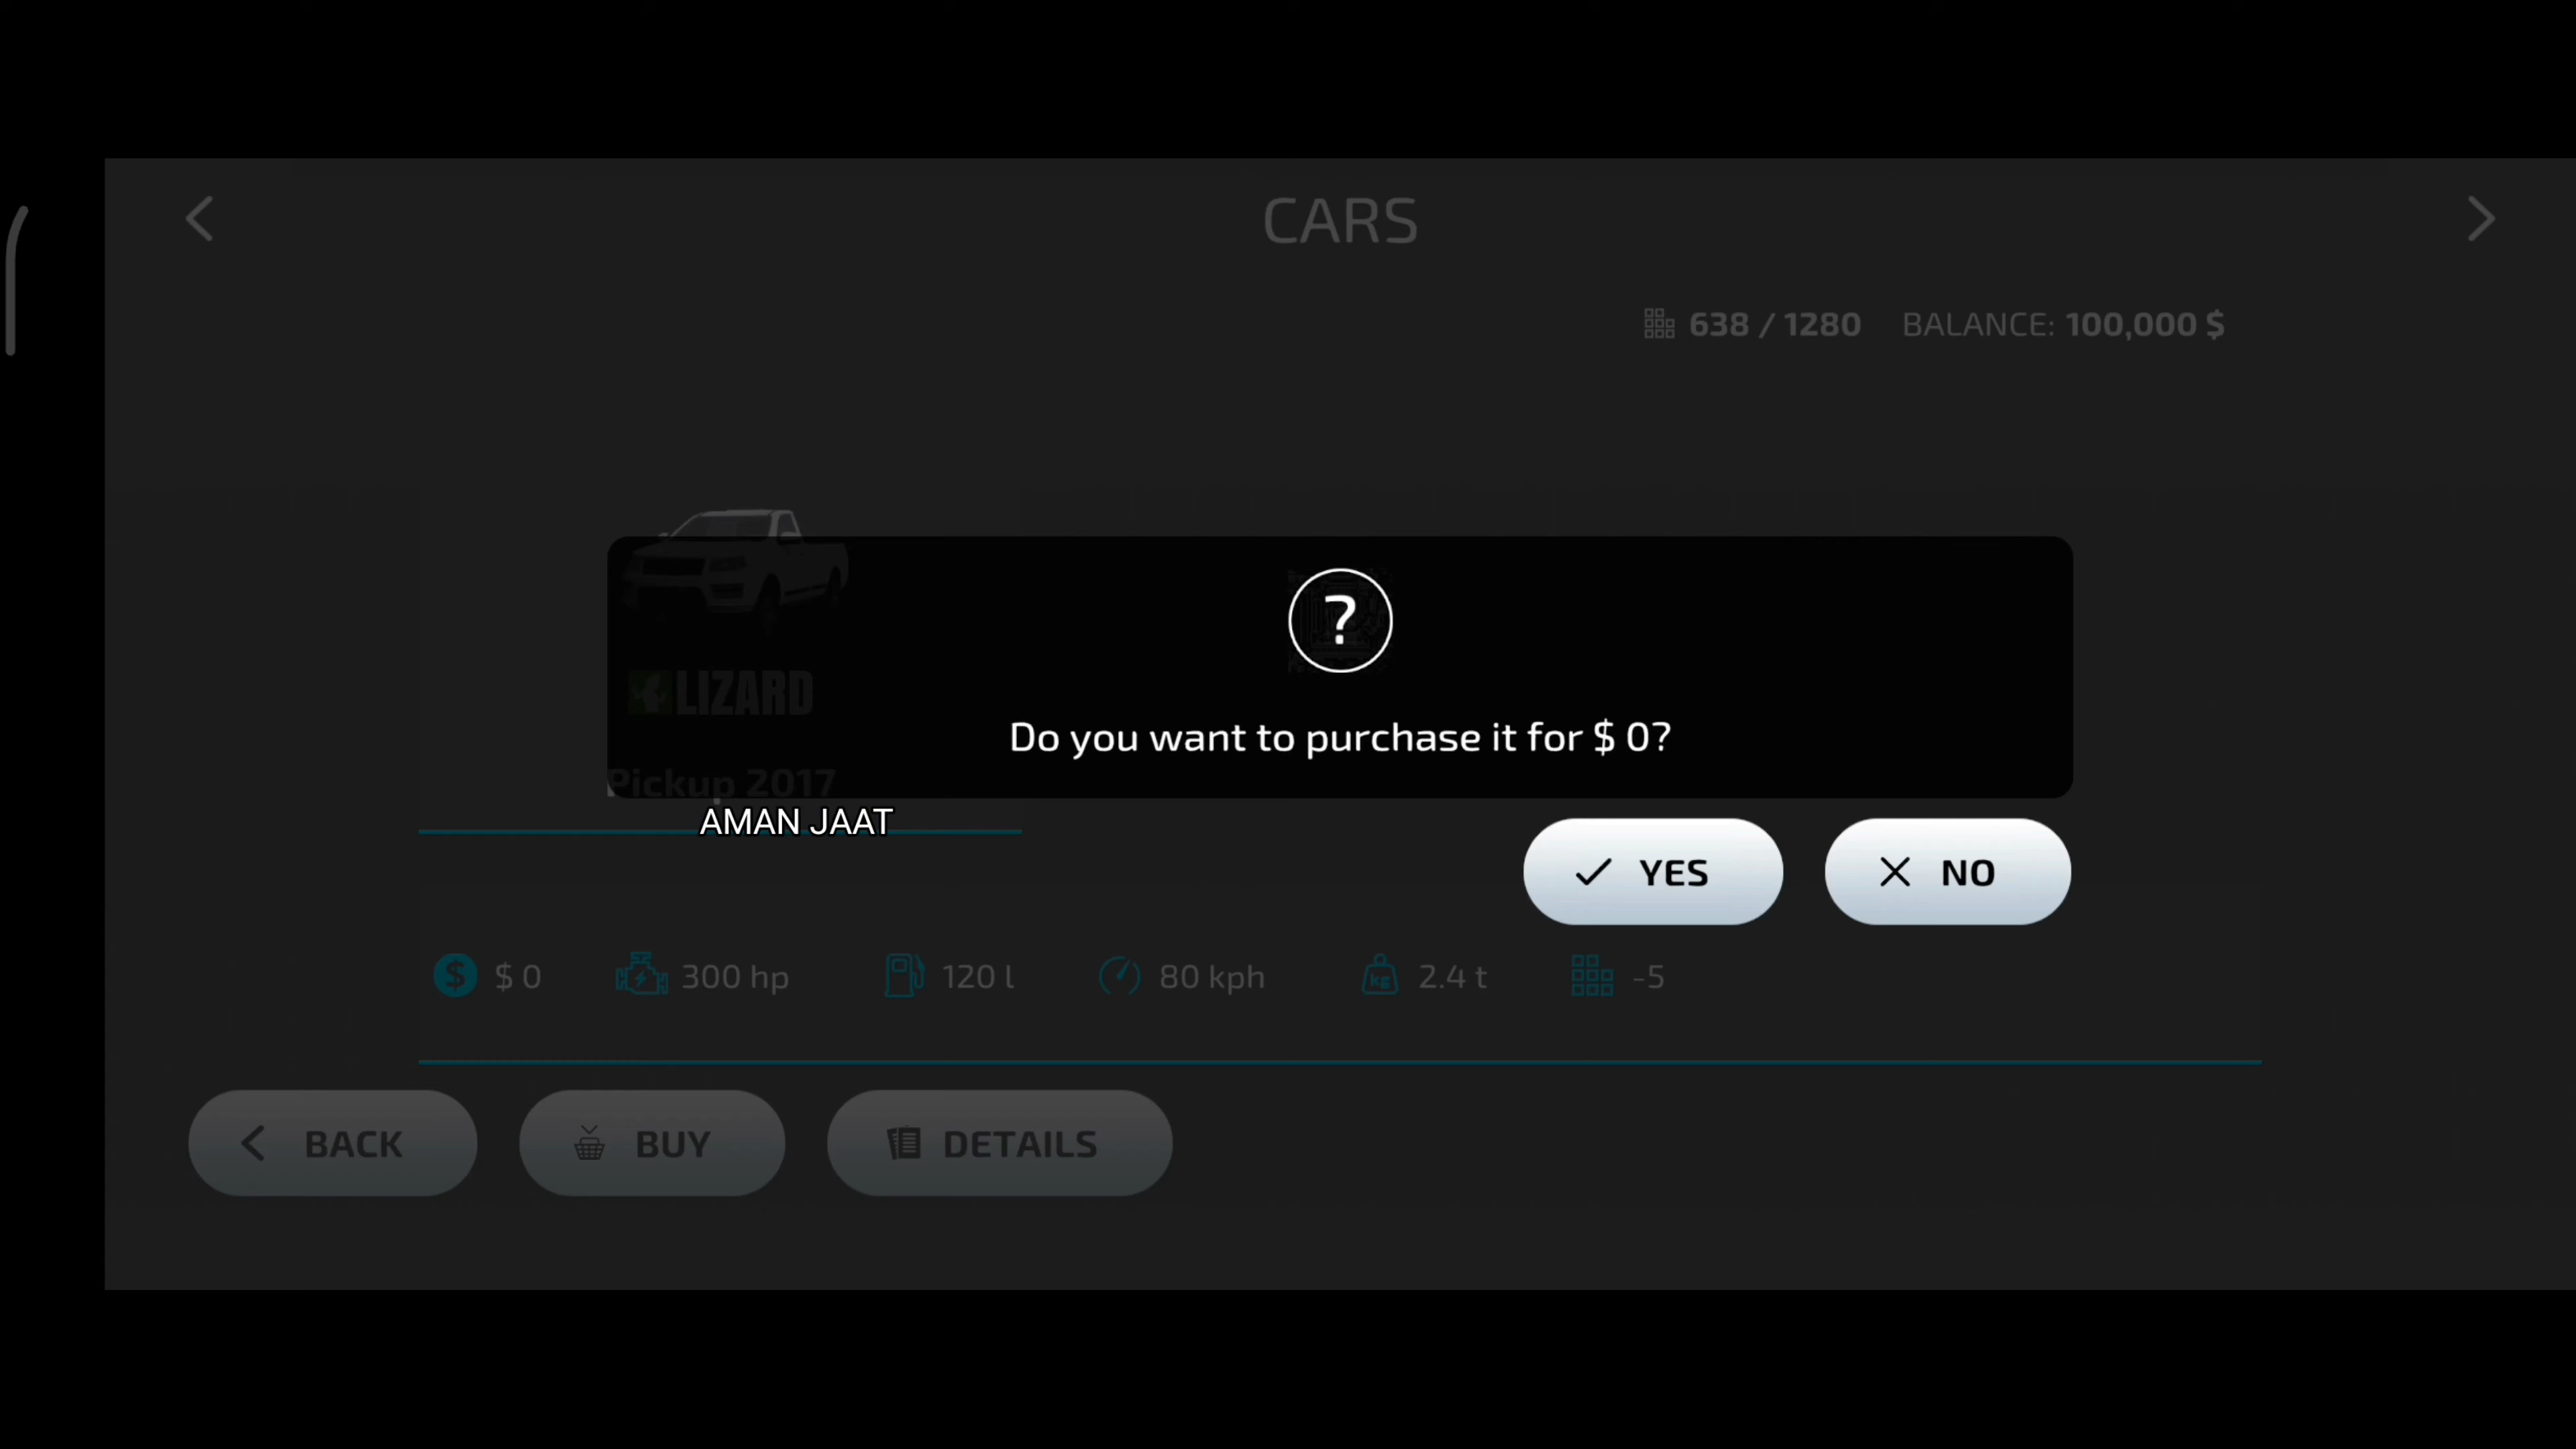 CARS
638 / 1280 BALANCE: 100,000 $
?
LIZARD
Do you want to purchase it for $ 0?
Pickup 2017
AMAN JAAT
YES NO
$ $ 0 300 hp 120 l 80 kph kg 2.4 t -5
BACK BUY DETAILS